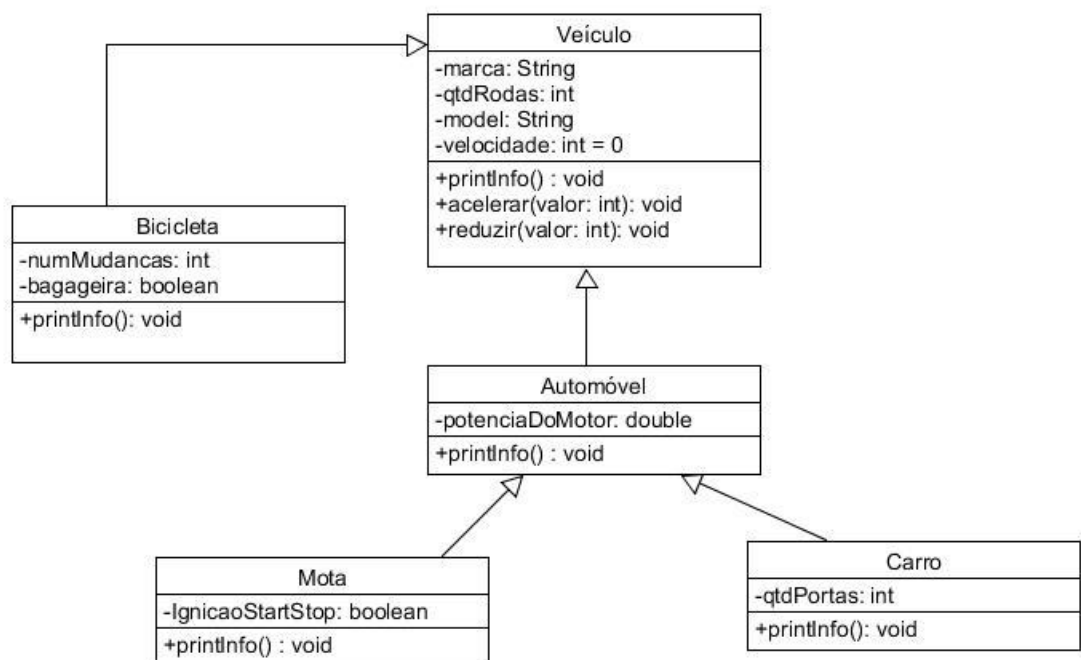 Veículo
-marca: String
-qtdRodas: int
-model: String
-velocidade: int = 0
+printInfo() : void
+acelerar(valor: int): void
+reduzir(valor: int): void
Bicicleta
-numMudancas: int
-bagageira: boolean
+printInfo(): void
Automóvel
-potenciaDoMotor: double
+printInfo() : void
Mota
-IgnicaoStartStop: boolean
+printInfo() : void
Carro
-qtdPortas: int
+printInfo(): void